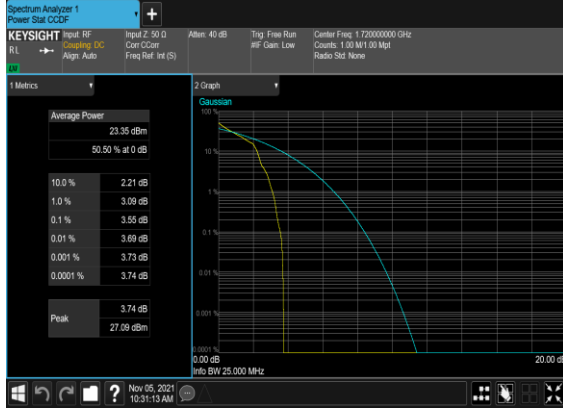 Spectrum Analyzer 1
Power Stat CCDF
+
KEYSIGHT
RL
Input: RF
Coupling: DC
Align: Auto
Input Z: 50 Ω
Corr CCorr
Freq Ref: Int (S)
Atten: 40 dB
Trig: Free Run
#IF Gain: Low
Center Freq: 1.720000000 GHz
Counts: 1.00 M/1.00 Mpt
Radio Std: None
1 Metrics
Average Power
23.35 dBm
50.50 % at 0 dB
10.0 % 2.21 dB
1.0 % 3.09 dB
0.1 % 3.55 dB
0.01 % 3.69 dB
0.001 % 3.73 dB
0.0001 % 3.74 dB
Peak
3.74 dB
27.09 dBm
2 Graph
Gaussian
100 %
10 %
1 %
0.1 %
0.01 %
0.001 %
0.0001 %
0.00 dB
20.00 dB
Info BW 25.000 MHz
?
Nov 05, 2021
10:31:13 AM